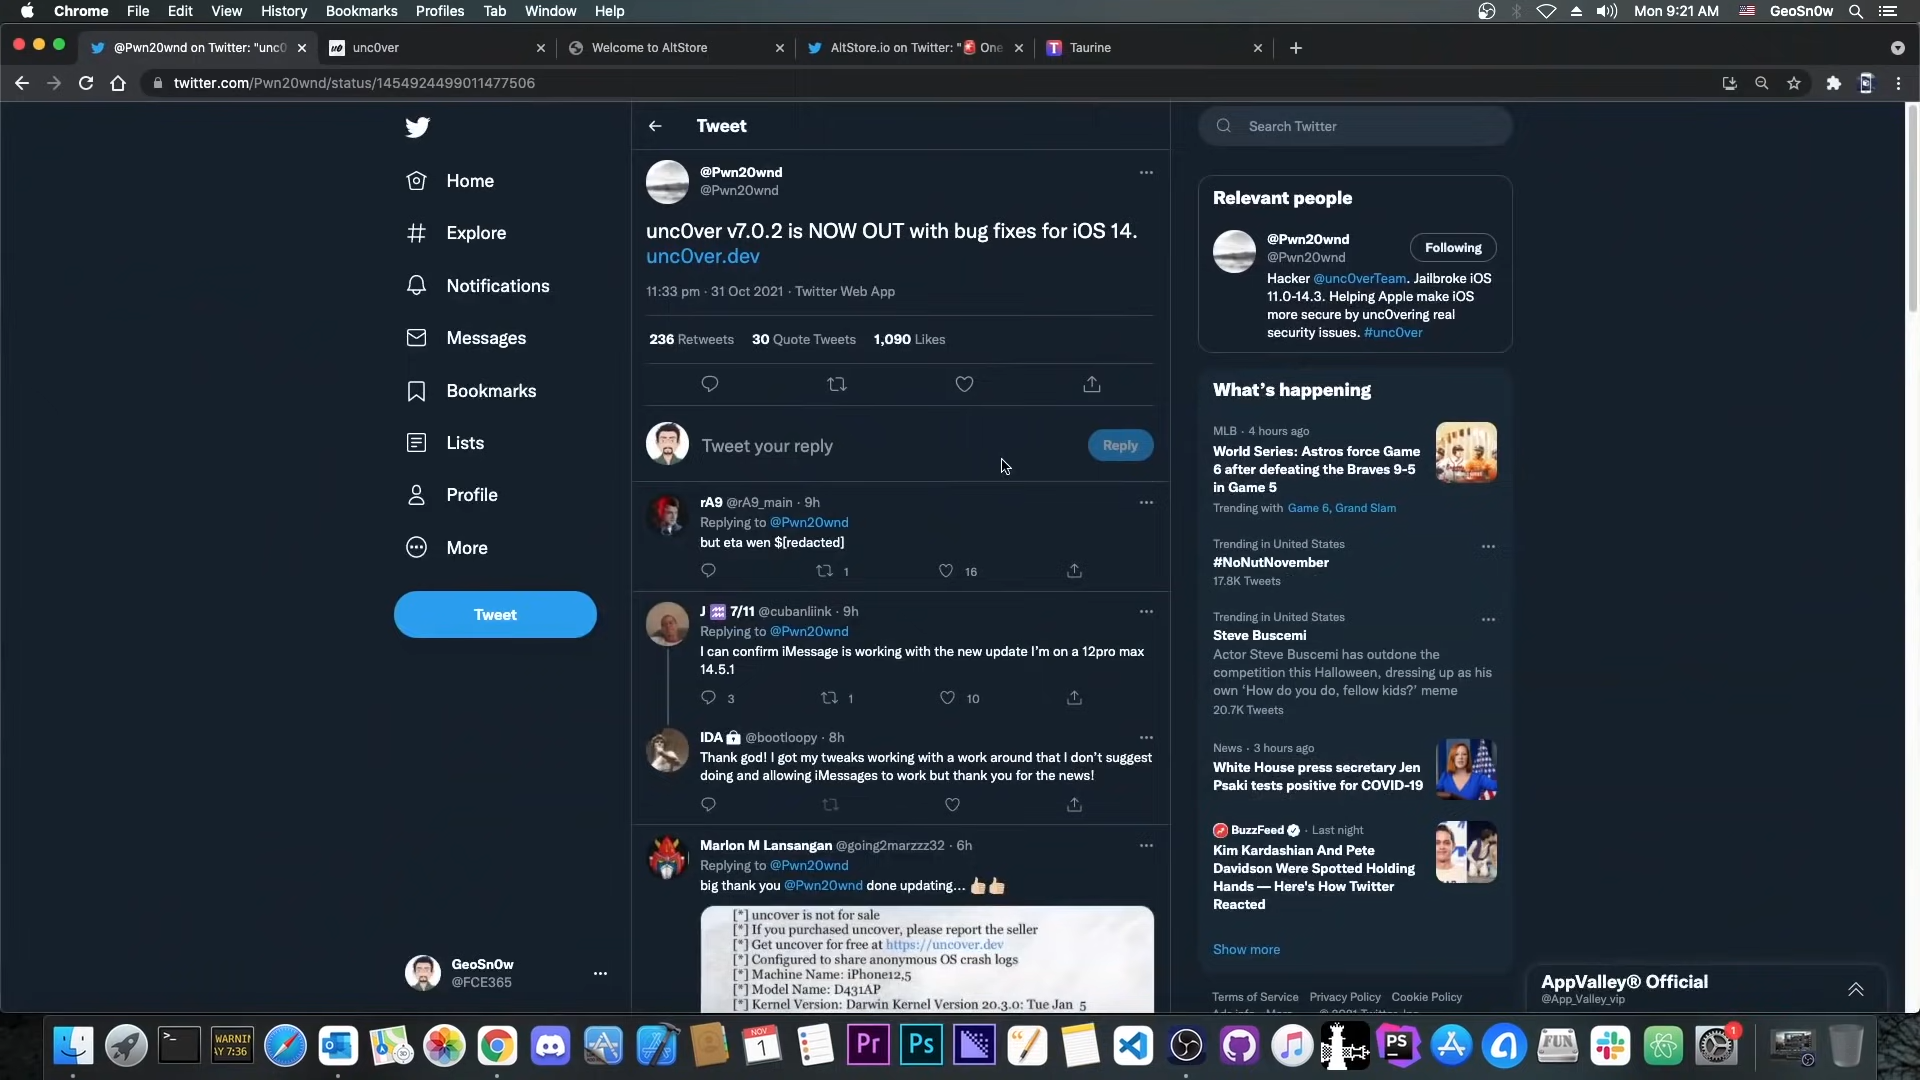 Chrome File Edit View History Bookmarks Profiles Tab Window Help Mon 9:21 AM GeoSn0w
@Pwn20wnd on Twitter: "unc0 unc0ver Welcome to AltStore AltStore.io on Twitter: "🚨 One Taurine
twitter.com/Pwn20wnd/status/1454924499011477506
Home
Explore
Notifications
Messages
Bookmarks
Lists
Profile
More
Tweet
GeoSn0w
@FCE365
Tweet
@Pwn20wnd
@Pwn20wnd
unc0ver v7.0.2 is NOW OUT with bug fixes for iOS 14.
unc0ver.dev
11:33 pm · 31 Oct 2021 · Twitter Web App
236 Retweets 30 Quote Tweets 1,090 Likes
Tweet your reply Reply
rA9 @rA9_main · 9h
Replying to @Pwn20wnd
but eta wen $[redacted]
1 16
J ♒ 7/11 @cubanliink · 9h
Replying to @Pwn20wnd
I can confirm iMessage is working with the new update I'm on a 12pro max
14.5.1
3 1 10
IDA @bootloopy · 8h
Thank god! I got my tweaks working with a work around that I don't suggest
doing and allowing iMessages to work but thank you for the news!
Marlon M Lansangan @going2marzzz32 · 6h
Replying to @Pwn20wnd
big thank you @Pwn20wnd done updating... 👍🏼👍🏼
[*] unc0ver is not for sale
[*] If you purchased unc0ver, please report the seller
[*] Get unc0ver for free at https://unc0ver.dev
[*] Configured to share anonymous OS crash logs
[*] Machine Name: iPhone12,5
[*] Model Name: D431AP
[*] Kernel Version: Darwin Kernel Version 20.3.0: Tue Jan 5
Search Twitter
Relevant people
@Pwn20wnd
@Pwn20wnd
Following
Hacker @unc0verTeam. Jailbroke iOS
11.0-14.3. Helping Apple make iOS
more secure by unc0vering real
security issues. #unc0ver
What's happening
MLB · 4 hours ago
World Series: Astros force Game
6 after defeating the Braves 9-5
in Game 5
Trending with Game 6, Grand Slam
Trending in United States
#NoNutNovember
17.8K Tweets
Trending in United States
Steve Buscemi
Actor Steve Buscemi has outdone the
competition this Halloween, dressing up as his
own 'How do you do, fellow kids?' meme
20.7K Tweets
News · 3 hours ago
White House press secretary Jen
Psaki tests positive for COVID-19
BuzzFeed · Last night
Kim Kardashian And Pete
Davidson Were Spotted Holding
Hands — Here's How Twitter
Reacted
Show more
Terms of Service Privacy Policy Cookie Policy
AppValley® Official
@App_Valley_vip
WARNIN
AY 7:36
NOV
1
Pr
Ps
PS
FUN
1